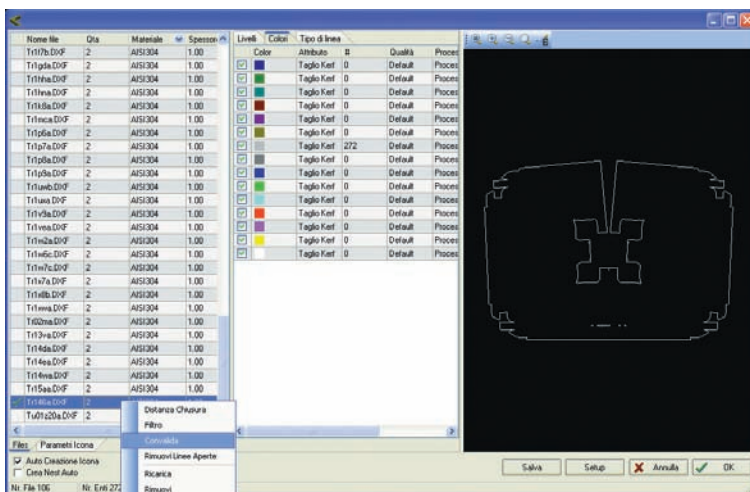 Nome file Qta Materiale Spessore
Tr1f7b.DXF 2 AISI304 1.00
Tr1gda.DXF 2 AISI304 1.00
Tr1hha.DXF 2 AISI304 1.00
Tr1hna.DXF 2 AISI304 1.00
Tr1k8a.DXF 2 AISI304 1.00
Tr1mca.DXF 2 AISI304 1.00
Tr1p6a.DXF 2 AISI304 1.00
Tr1p7a.DXF 2 AISI304 1.00
Tr1p8a.DXF 2 AISI304 1.00
Tr1p9a.DXF 2 AISI304 1.00
Tr1uwb.DXF 2 AISI304 1.00
Tr1uxa.DXF 2 AISI304 1.00
Tr1v3a.DXF 2 AISI304 1.00
Tr1vea.DXF 2 AISI304 1.00
Tr1w2a.DXF 2 AISI304 1.00
Tr1w6c.DXF 2 AISI304 1.00
Tr1w7c.DXF 2 AISI304 1.00
Tr1x7a.DXF 2 AISI304 1.00
Tr1x8b.DXF 2 AISI304 1.00
Tr1xwa.DXF 2 AISI304 1.00
Tt02ma.DXF 2 AISI304 1.00
Tr13va.DXF 2 AISI304 1.00
Tr14da.DXF 2 AISI304 1.00
Tr14ea.DXF 2 AISI304 1.00
Tr14wa.DXF 2 AISI304 1.00
Tr15aa.DXF 2 AISI304 1.00
2 AISI304 1.00
Tu01z20a.DXF 2
Distanza Chiusura
Filtro
Convalida
Rimuovi Linee Aperte
Ricarica
Rimuovi
Files Parametri Icona
Auto Creazione Icona
Crea Nest Auto
Nr. File 106 Nr. Enti 272
Livelli Colori Tipo di linea
Color Attributo # Qualità Proces
Taglio Kerf 0 Default Proces
Taglio Kerf 0 Default Proces
Taglio Kerf 0 Default Proces
Taglio Kerf 0 Default Proces
Taglio Kerf 0 Default Proces
Taglio Kerf 0 Default Proces
Taglio Kerf 272 Default Proces
Taglio Kerf 0 Default Proces
Taglio Kerf 0 Default Proces
Taglio Kerf 0 Default Proces
Taglio Kerf 0 Default Proces
Taglio Kerf 0 Default Proces
Taglio Kerf 0 Default Proces
Taglio Kerf 0 Default Proces
Taglio Kerf 0 Default Proces
Salva Setup Annulla OK